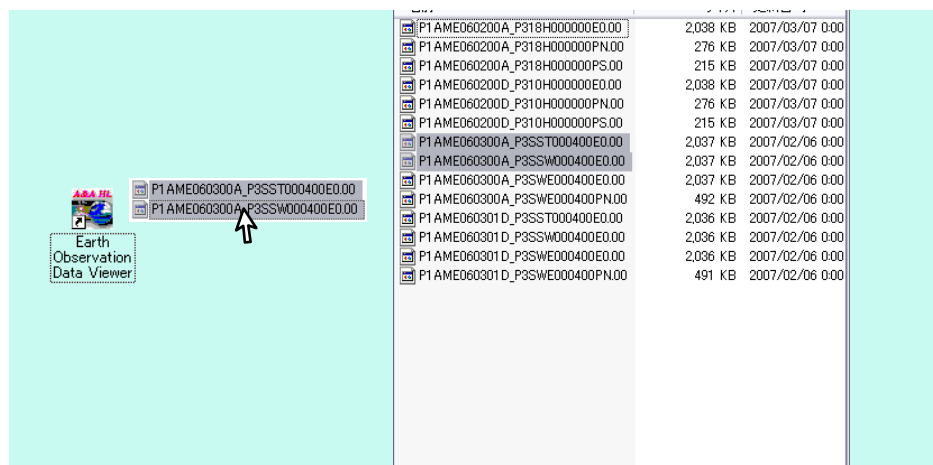 P1AME060200A_P318H000000E0.00 2,038 KB 2007/03/07 0:00
P1AME060200A_P318H000000PN.00 276 KB 2007/03/07 0:00
P1AME060200A_P318H000000PS.00 215 KB 2007/03/07 0:00
P1AME060200D_P310H000000E0.00 2,038 KB 2007/03/07 0:00
P1AME060200D_P310H000000PN.00 276 KB 2007/03/07 0:00
P1AME060200D_P310H000000PS.00 215 KB 2007/03/07 0:00
P1AME060300A_P3SST000400E0.00 2,037 KB 2007/02/06 0:00
P1AME060300A_P3SSW000400E0.00 2,037 KB 2007/02/06 0:00
P1AME060300A_P3SWE000400E0.00 2,037 KB 2007/02/06 0:00
P1AME060300A_P3SWE000400PN.00 492 KB 2007/02/06 0:00
P1AME060301D_P3SST000400E0.00 2,036 KB 2007/02/06 0:00
P1AME060301D_P3SSW000400E0.00 2,036 KB 2007/02/06 0:00
P1AME060301D_P3SWE000400E0.00 2,036 KB 2007/02/06 0:00
P1AME060301D_P3SWE000400PN.00 491 KB 2007/02/06 0:00
P1AME060300A_P3SST000400E0.00
P1AME060300A_P3SSW000400E0.00
A&A HL
Earth
Observation
Data Viewer